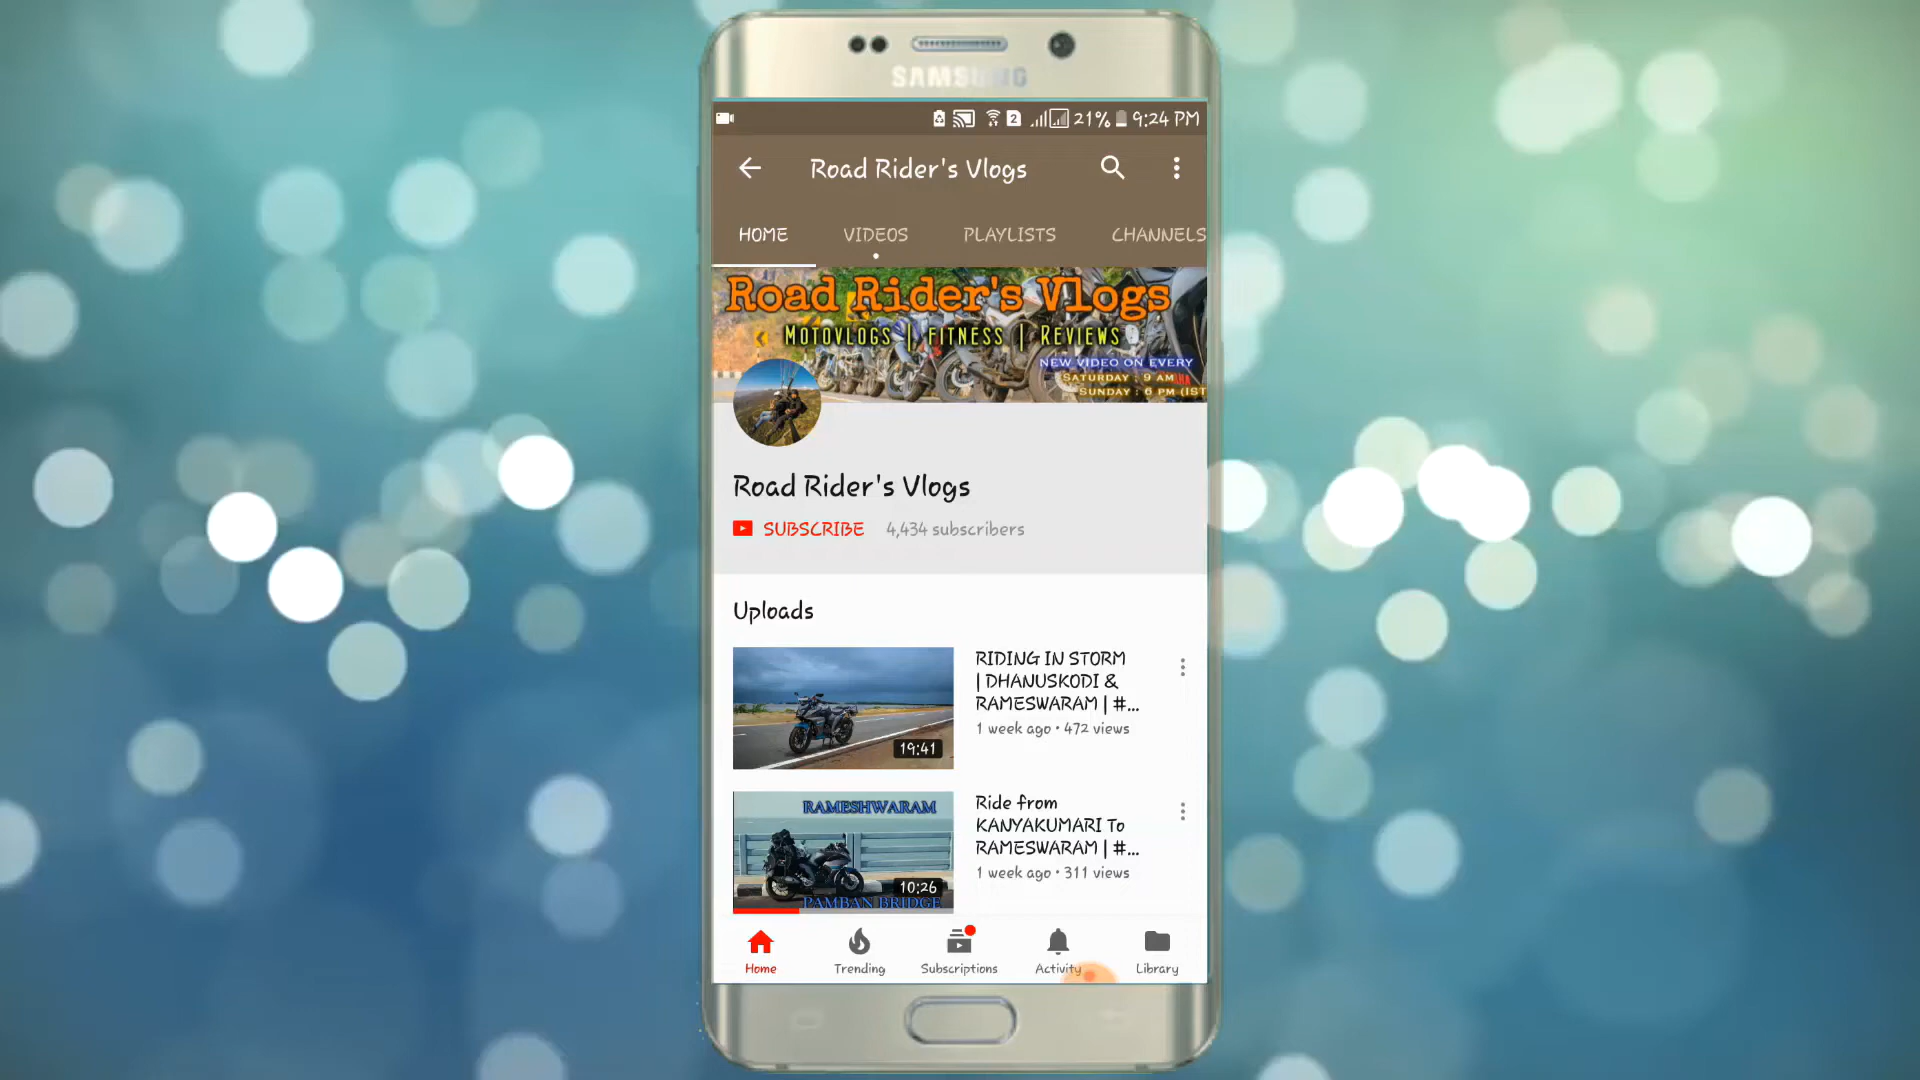 SAMSUNG
2 21% 9:24 PM
Road Rider's Vlogs
HOME VIDEOS PLAYLISTS CHANNELS
Road Rider's Vlogs
MOTOVLOGS | FITNESS | REVIEWS
NEW VIDEO ON EVERY
SATURDAY : 9 AM
SUNDAY : 6 PM (IST
Road Rider's Vlogs
SUBSCRIBE 4,434 subscribers
Uploads
RIDING IN STORM
| DHANUSKODI &
RAMESWARAM | #...
1 week ago • 472 views
19:41
RAMESHWARAM
Ride from
KANYAKUMARI To
RAMESWARAM | #...
1 week ago • 311 views
10:26
PAMBAN BRIDGE
Home Trending Subscriptions Activity Library